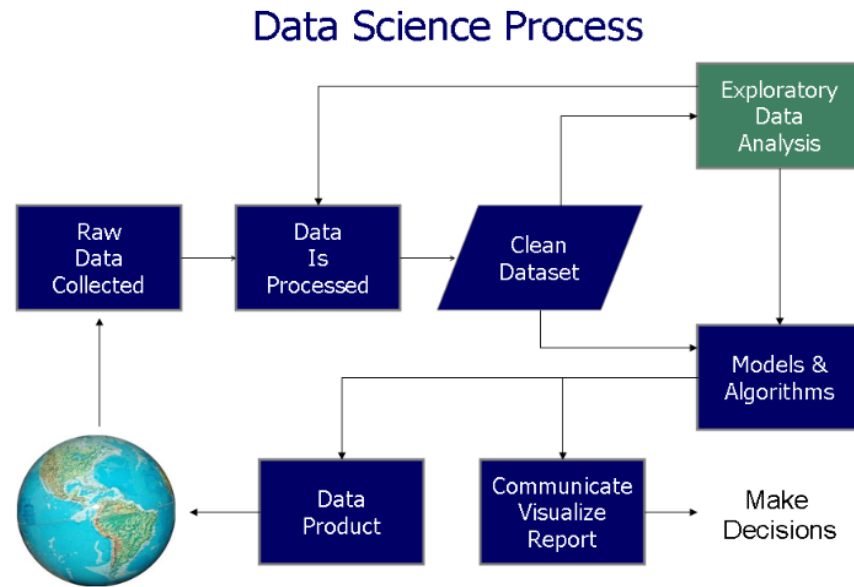 Data Science Process
Exploratory
Data
Analysis
Raw
Data
Collected
Data
Is
Processed
Clean
Dataset
Models &
Algorithms
Data
Product
Communicate
Visualize
Report
Make
Decisions